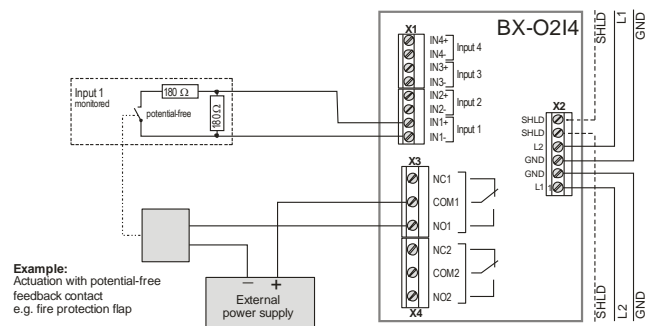 BX-O2I4
SHLD
L1
GND
X1
IN4+
IN4-
Input 4
IN3+
IN3-
Input 3
IN2+
IN2-
Input 2
IN1+
IN1-
Input 1
Input 1
monitored
180 Ω
180 Ω
potential-free
X2
SHLD
SHLD
L2
GND
GND
L1
1
X3
NC1
COM1
NO1
NC2
COM2
NO2
X4
Example:
Actuation with potential-free
feedback contact
e.g. fire protection flap
– +
External
power supply
SHLD
L2
GND